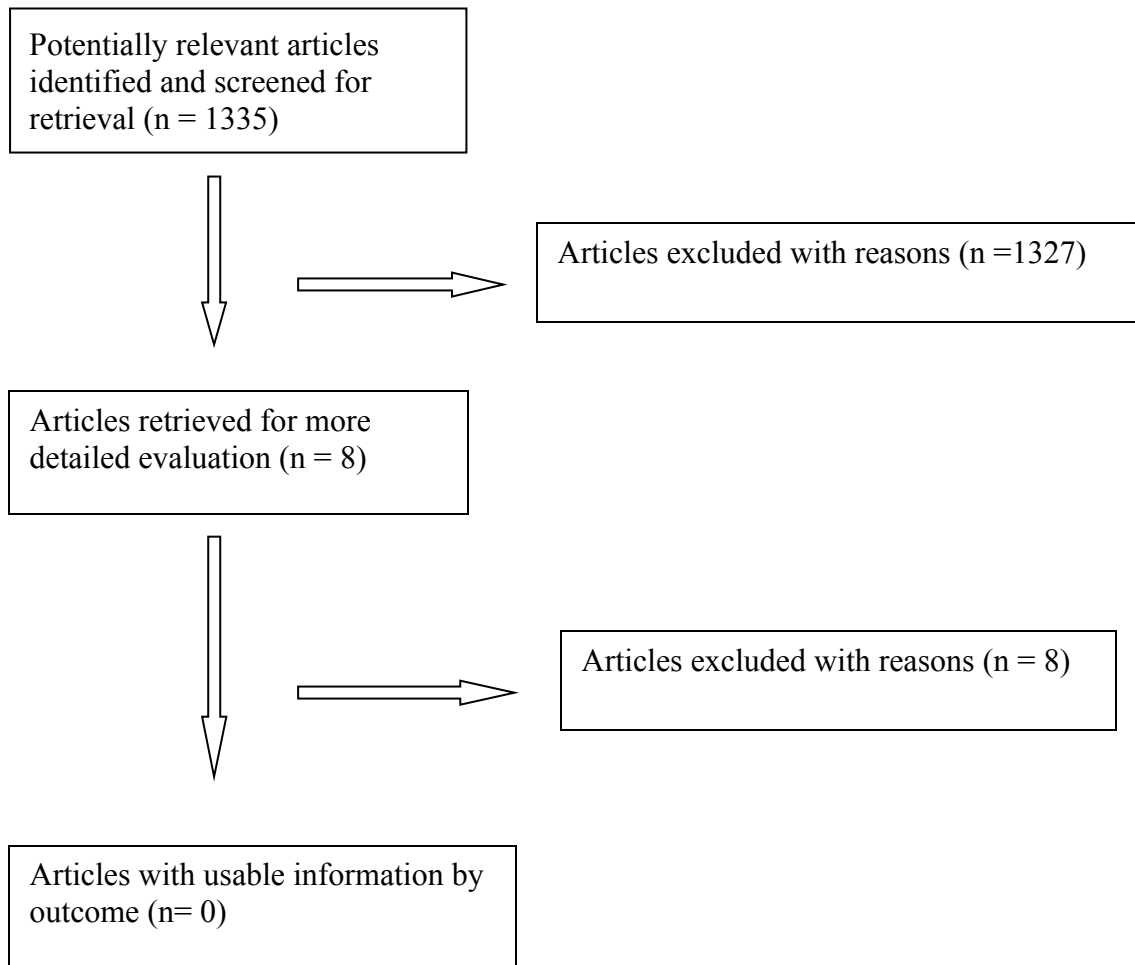 Potentially relevant articles
identified and screened for
retrieval (n = 1335)
Articles excluded with reasons (n =1327)
Articles retrieved for more
detailed evaluation (n = 8)
Articles excluded with reasons (n = 8)
Articles with usable information by
outcome (n= 0)